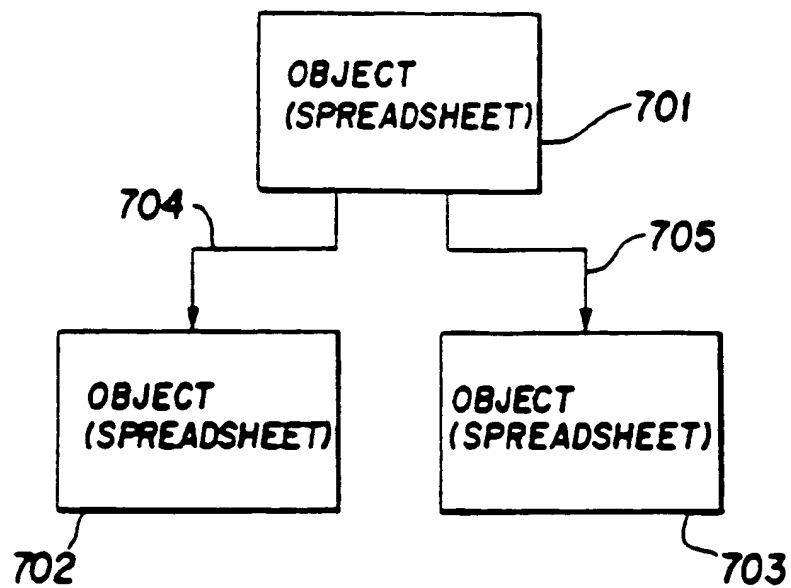 OBJECT
(SPREADSHEET)
701
704
705
OBJECT
(SPREADSHEET)
OBJECT
(SPREADSHEET)
702
703